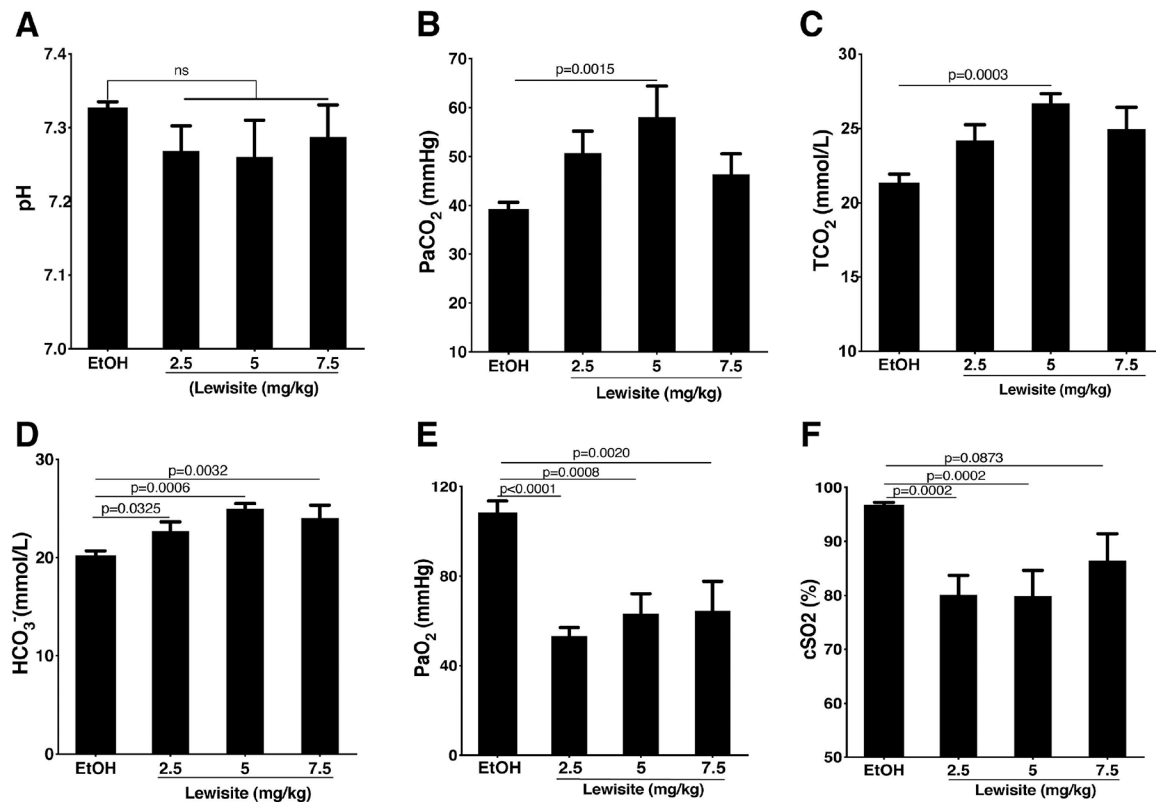 A
7.4
7.3
7.2
7.1
7.0
pH
ns
EtOH 2.5 5 7.5
(Lewisite (mg/kg)
B
70
60
50
40
30
20
10
PaCO2 (mmHg)
p=0.0015
EtOH 2.5 5 7.5
Lewisite (mg/kg)
C
30
25
20
15
10
TCO2 (mmol/L)
p=0.0003
EtOH 2.5 5 7.5
Lewisite (mg/kg)
D
30
20
10
0
HCO3-(mmol/L)
p=0.0032
p=0.0006
p=0.0325
EtOH 2.5 5 7.5
Lewisite (mg/kg)
E
120
80
40
0
PaO2 (mmHg)
p=0.0020
p=0.0008
p<0.0001
EtOH 2.5 5 7.5
Lewisite (mg/kg)
F
100
90
80
70
60
50
cSO2 (%)
p=0.0873
p=0.0002
p=0.0002
EtOH 2.5 5 7.5
Lewisite (mg/kg)